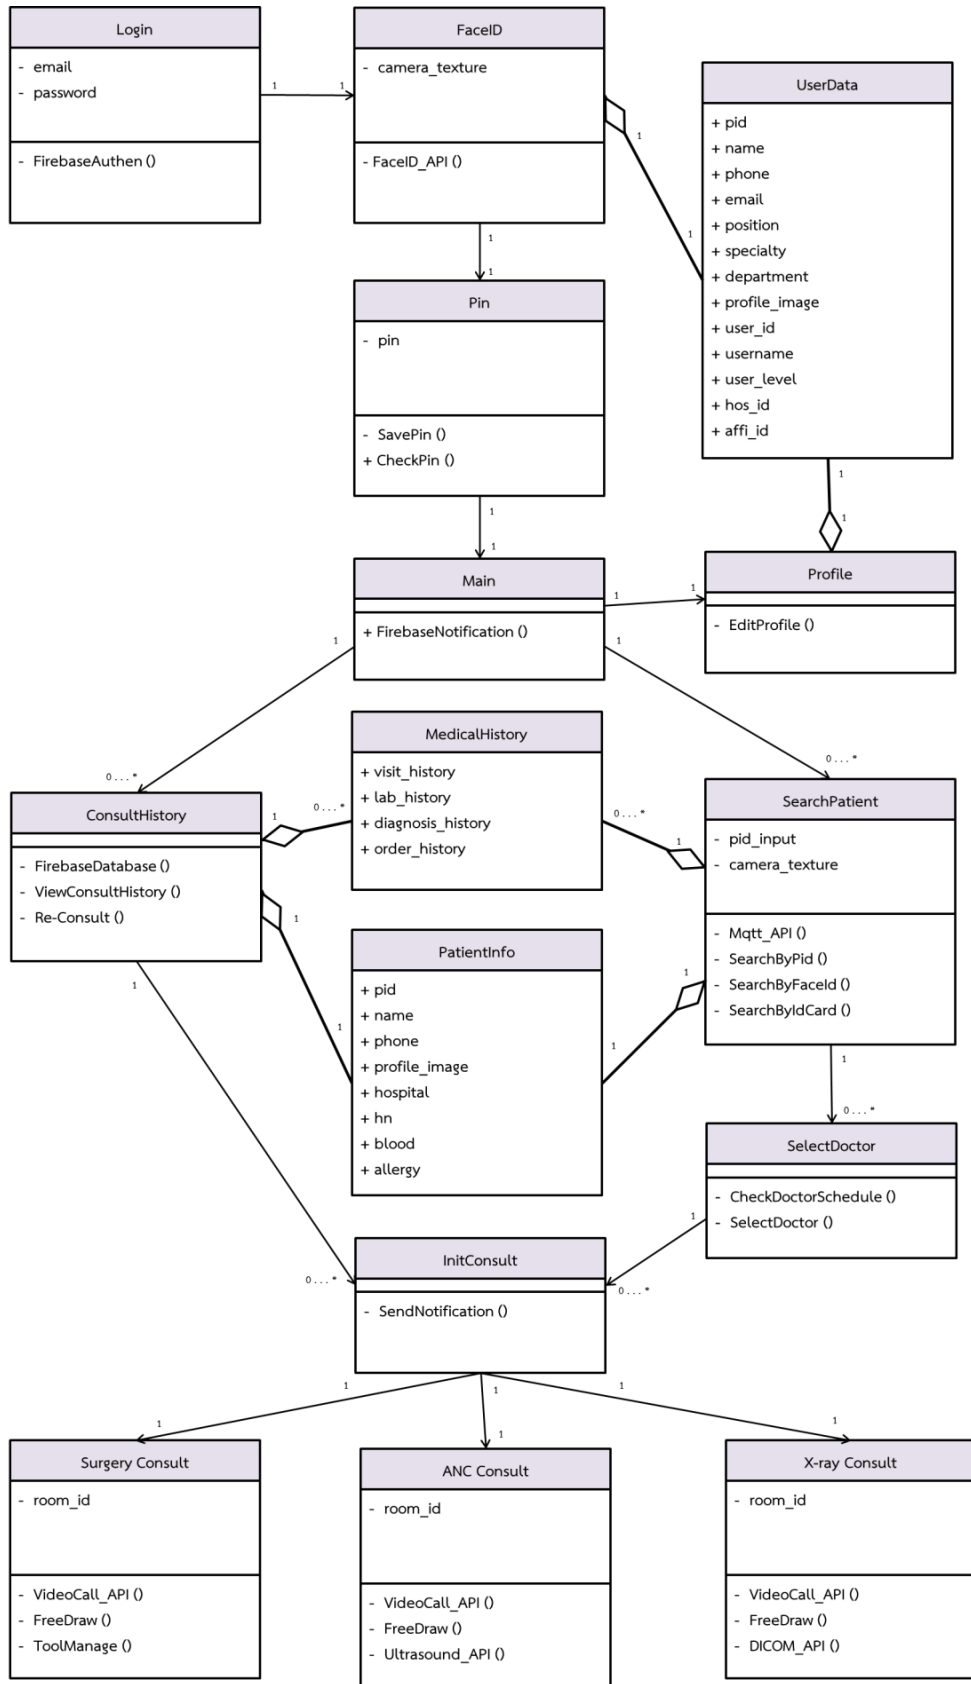 Login
- email
- password
- FirebaseAuthen ()
1
1
FaceID
- camera_texture
- FaceID_API ()
1
1
UserData
+ pid
+ name
+ phone
+ email
+ position
+ specialty
+ department
+ profile_image
+ user_id
+ username
+ user_level
+ hos_id
+ affi_id
1
1
Pin
- pin
- SavePin ()
+ CheckPin ()
1
1
1
1
Main
+ FirebaseNotification ()
1
1
Profile
- EditProfile ()
1
0 . . . *
1
0 . . . *
MedicalHistory
+ visit_history
+ lab_history
+ diagnosis_history
+ order_history
ConsultHistory
- FirebaseDatabase ()
- ViewConsultHistory ()
- Re-Consult ()
1
0 . . . *
0 . . . *
1
SearchPatient
- pid_input
- camera_texture
- Mqtt_API ()
- SearchByPid ()
- SearchByFaceId ()
- SearchByIdCard ()
1
1
PatientInfo
+ pid
+ name
+ phone
+ profile_image
+ hospital
+ hn
+ blood
+ allergy
1
1
1
1
0 . . . *
SelectDoctor
- CheckDoctorSchedule ()
- SelectDoctor ()
1
0 . . . *
0 . . . *
InitConsult
- SendNotification ()
1
1
1
1
1
1
Surgery Consult
- room_id
- VideoCall_API ()
- FreeDraw ()
- ToolManage ()
ANC Consult
- room_id
- VideoCall_API ()
- FreeDraw ()
- Ultrasound_API ()
X-ray Consult
- room_id
- VideoCall_API ()
- FreeDraw ()
- DICOM_API ()